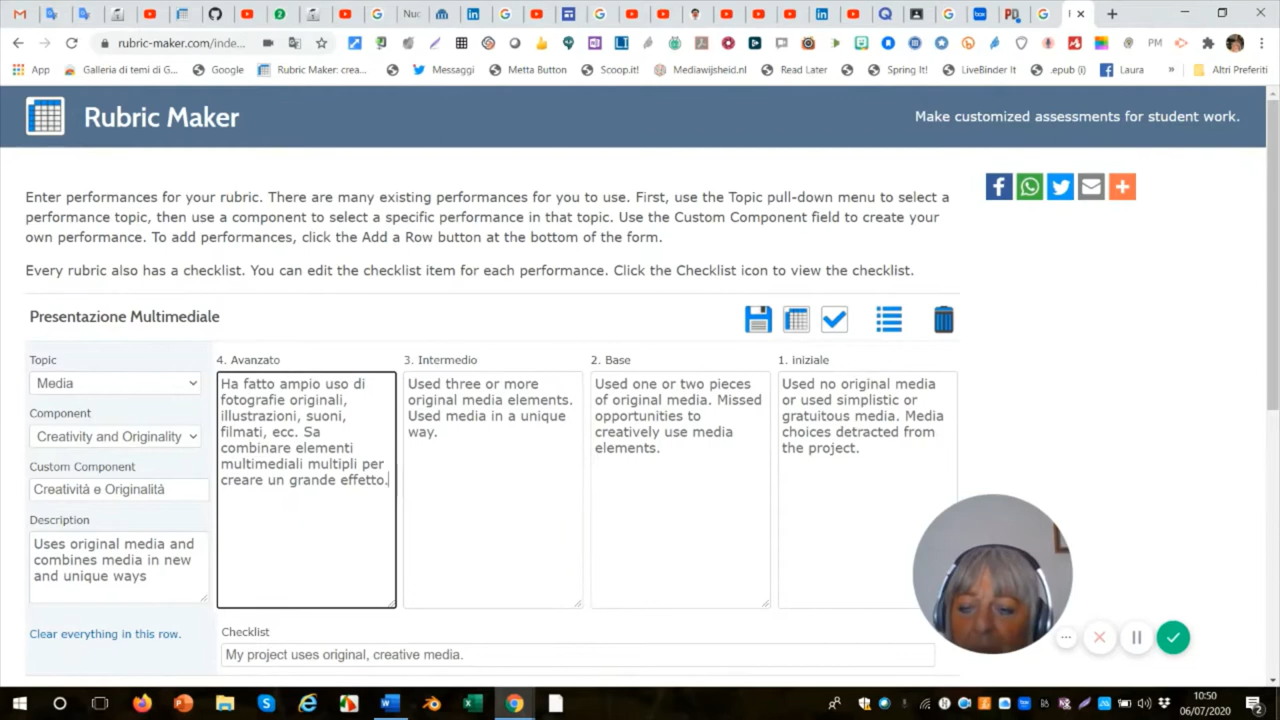 Nuc
rubric-maker.com/inde...
PM
App
Galleria di temi di G...
Google
Rubric Maker: crea...
Messaggi
Metta Button
Scoop.it!
Mediawijsheid.nl
Read Later
Spring It!
LiveBinder It
.epub (i)
Laura
»
Altri Preferiti
Rubric Maker
Make customized assessments for student work.
Enter performances for your rubric. There are many existing performances for you to use. First, use the Topic pull-down menu to select a
performance topic, then use a component to select a specific performance in that topic. Use the Custom Component field to create your
own performance. To add performances, click the Add a Row button at the bottom of the form.
Every rubric also has a checklist. You can edit the checklist item for each performance. Click the Checklist icon to view the checklist.
Presentazione Multimediale
Topic
Media
Component
Creativity and Originality
Custom Component
Creatività e Originalità
Description
Uses original media and
combines media in new
and unique ways
Clear everything in this row.
4. Avanzato
Ha fatto ampio uso di
fotografie originali,
illustrazioni, suoni,
filmati, ecc. Sa
combinare elementi
multimediali multipli per
creare un grande effetto.
3. Intermedio
Used three or more
original media elements.
Used media in a unique
way.
2. Base
Used one or two pieces
of original media. Missed
opportunities to
creatively use media
elements.
1. iniziale
Used no original media
or used simplistic or
gratuitous media. Media
choices detracted from
the project.
Checklist
My project uses original, creative media.
10:50
06/07/2020
2